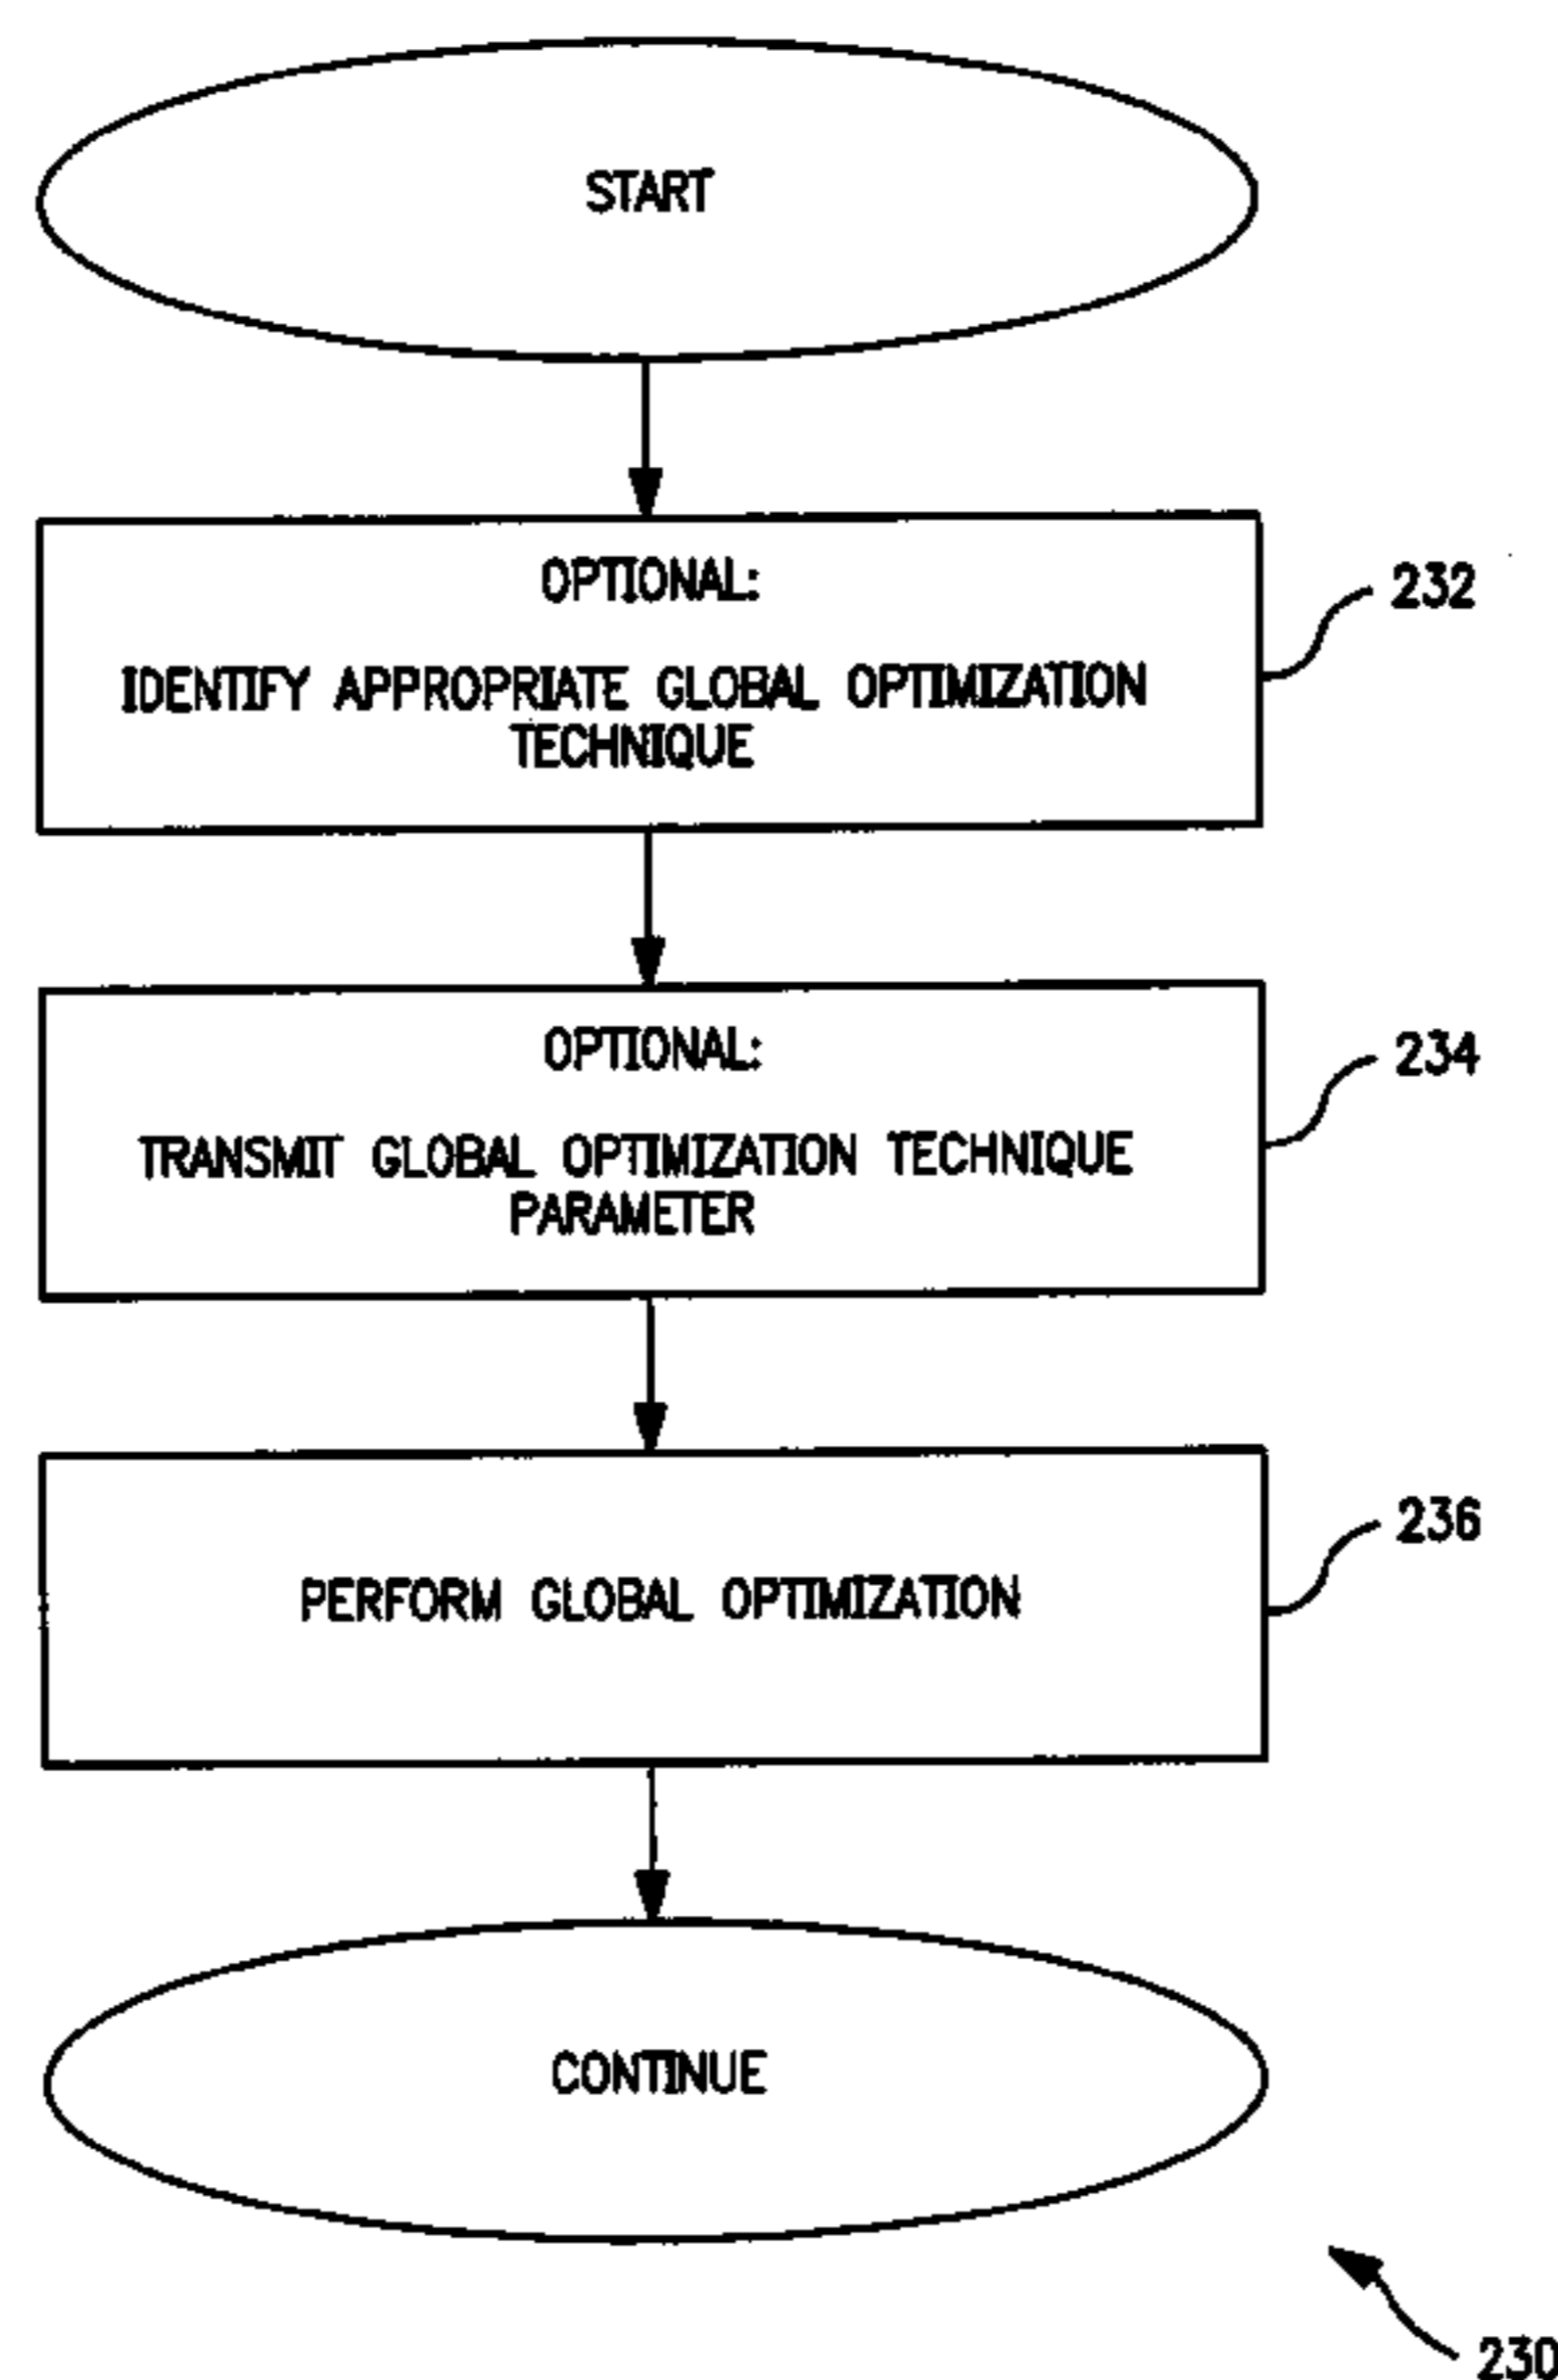 START
OPTIONAL:
232
IDENTIFY APPROPRIATE GLOBAL OPTIMIZATION
TECHNIQUE
OPTIONAL:
234
TRANSMIT GLOBAL OPTIMIZATION TECHNIQUE
PARAMETER
236
PERFORM GLOBAL OPTIMIZATION
CONTINUE
230